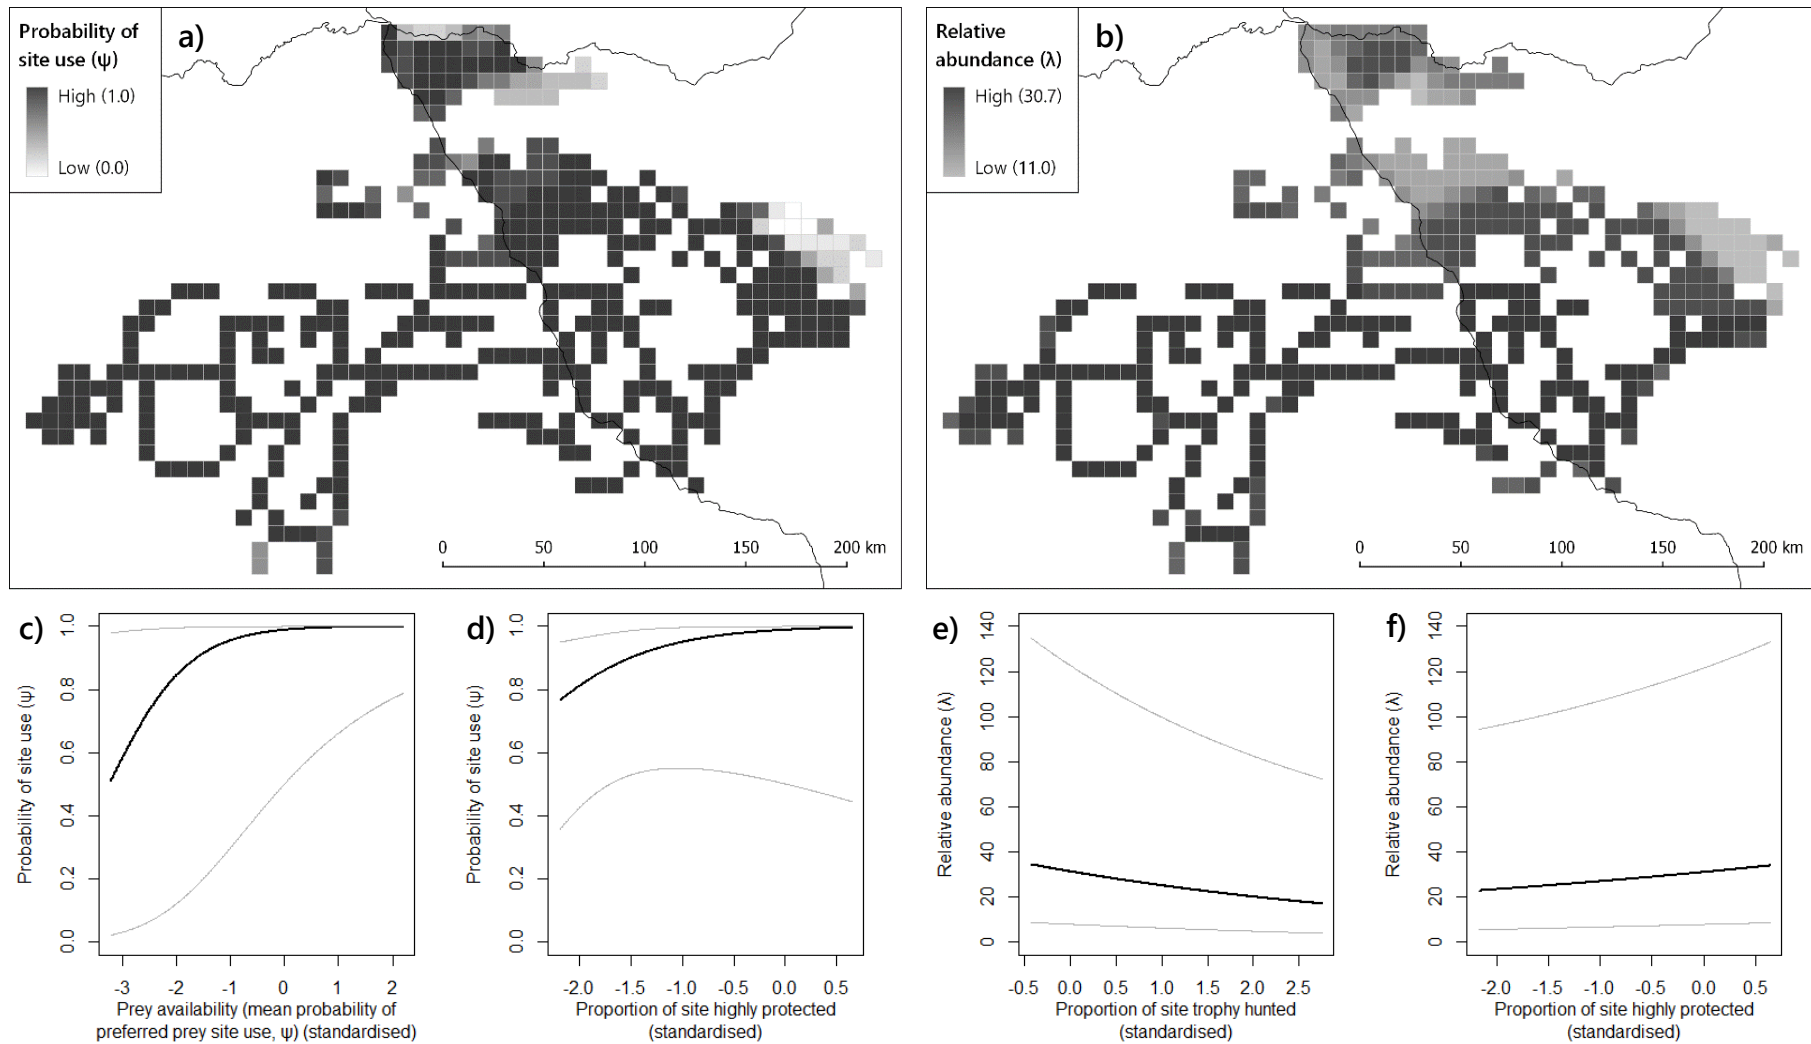 Probability of
site use (ψ)
High (1.0)
Low (0.0)
a)
0 50 100 150 200 km
Relative
abundance (λ)
High (30.7)
Low (11.0)
b)
0 50 100 150 200 km
c)
Probability of site use (ψ)
0.0 0.2 0.4 0.6 0.8 1.0
-3 -2 -1 0 1 2
Prey availability (mean probability of
preferred prey site use, ψ) (standardised)
d)
Probability of site use (ψ)
0.0 0.2 0.4 0.6 0.8 1.0
-2.0 -1.5 -1.0 -0.5 0.0 0.5
Proportion of site highly protected
(standardised)
e)
Relative abundance (λ)
0 20 40 60 80 100 120 140
-0.5 0.0 0.5 1.0 1.5 2.0 2.5
Proportion of site trophy hunted
(standardised)
f)
Relative abundance (λ)
0 20 40 60 80 100 120 140
-2.0 -1.5 -1.0 -0.5 0.0 0.5
Proportion of site highly protected
(standardised)